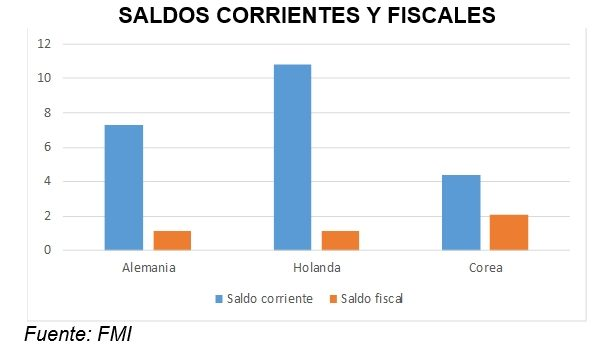 SALDOS CORRIENTES Y FISCALES
12
10
8
6
4
2
0
Alemania Holanda Corea
Saldo corriente Saldo fiscal
Fuente: FMI